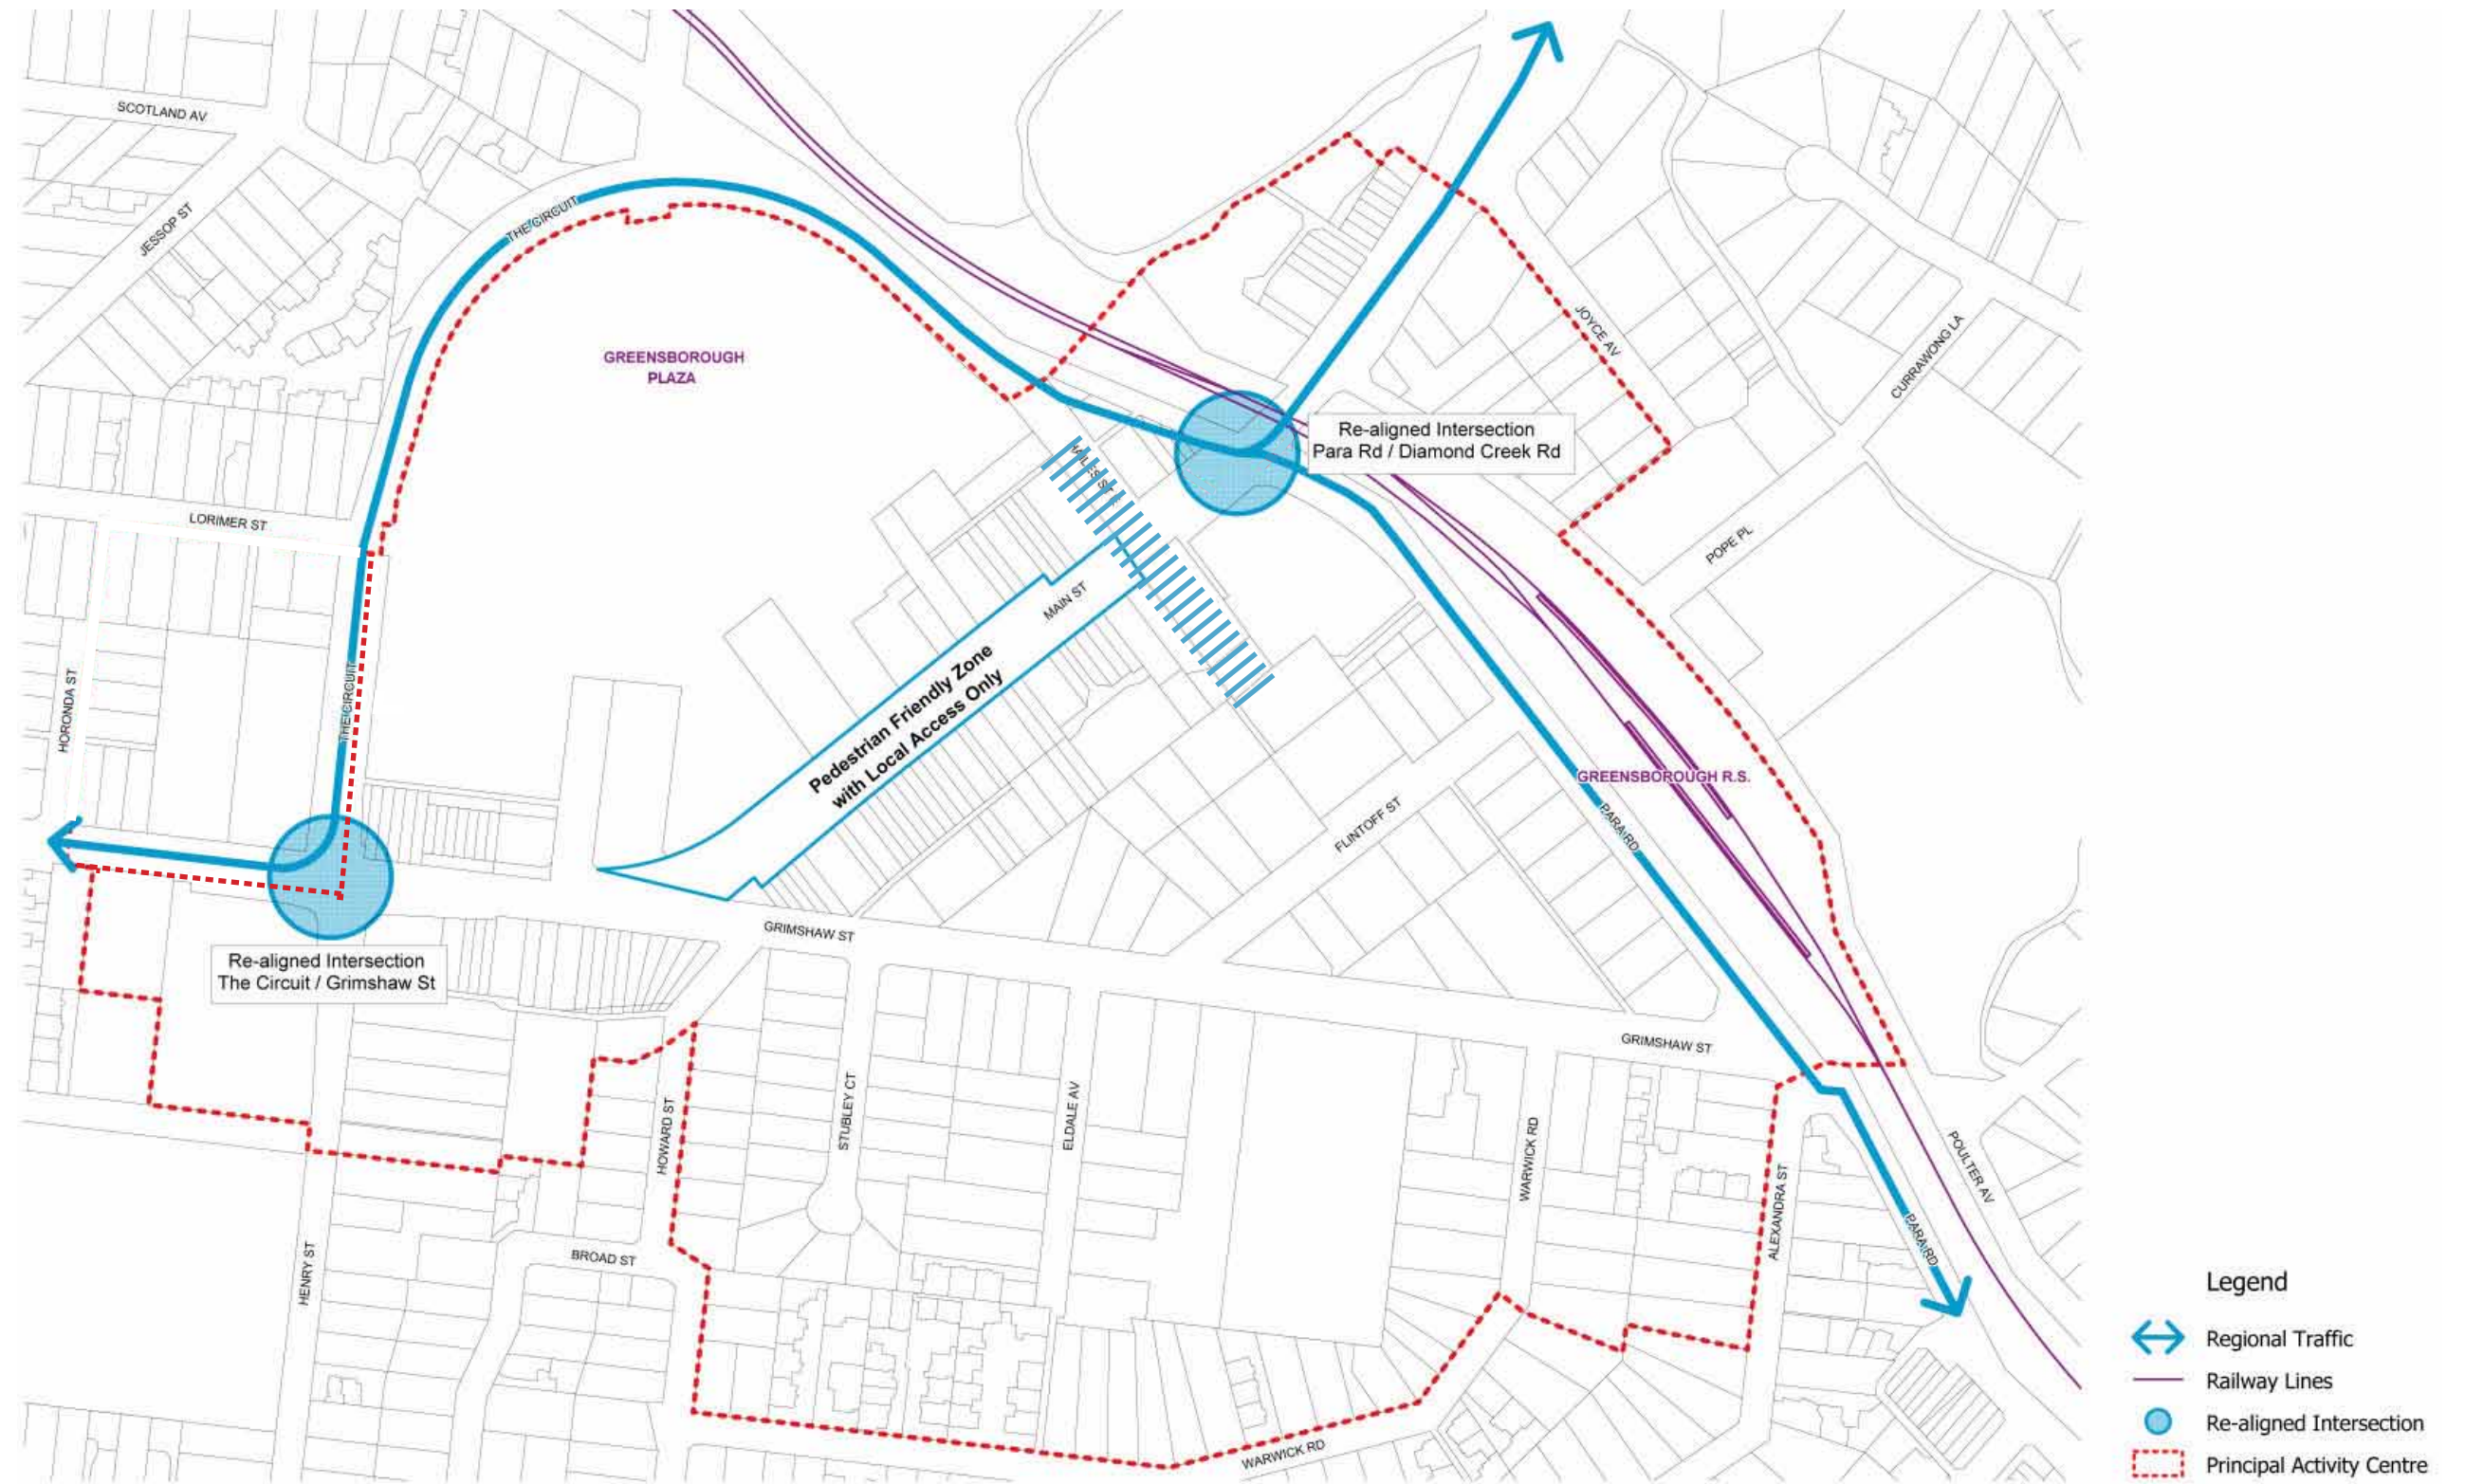 SCOTLAND AV
JESSOP ST
THE CIRCUIT
GREENSBOROUGH
PLAZA
JOYCE AV
CURRAWONG LA
Re-aligned Intersection
Para Rd / Diamond Creek Rd
HAILES ST E
LORIMER ST
POPE PL
MAIN ST
Pedestrian Friendly Zone
with Local Access Only
HORONDA ST
THE CIRCUIT
GREENSBOROUGH R.S.
PARA RD
FLINTOFF ST
GRIMSHAW ST
Re-aligned Intersection
The Circuit / Grimshaw St
GRIMSHAW ST
HOWARD ST
STUBLEY CT
ELDALE AV
WARWICK RD
ALEXANDRA ST
POULTER AV
PARA RD
HENRY ST
BROAD ST
WARWICK RD
Legend
Regional Traffic
Railway Lines
Re-aligned Intersection
Principal Activity Centre